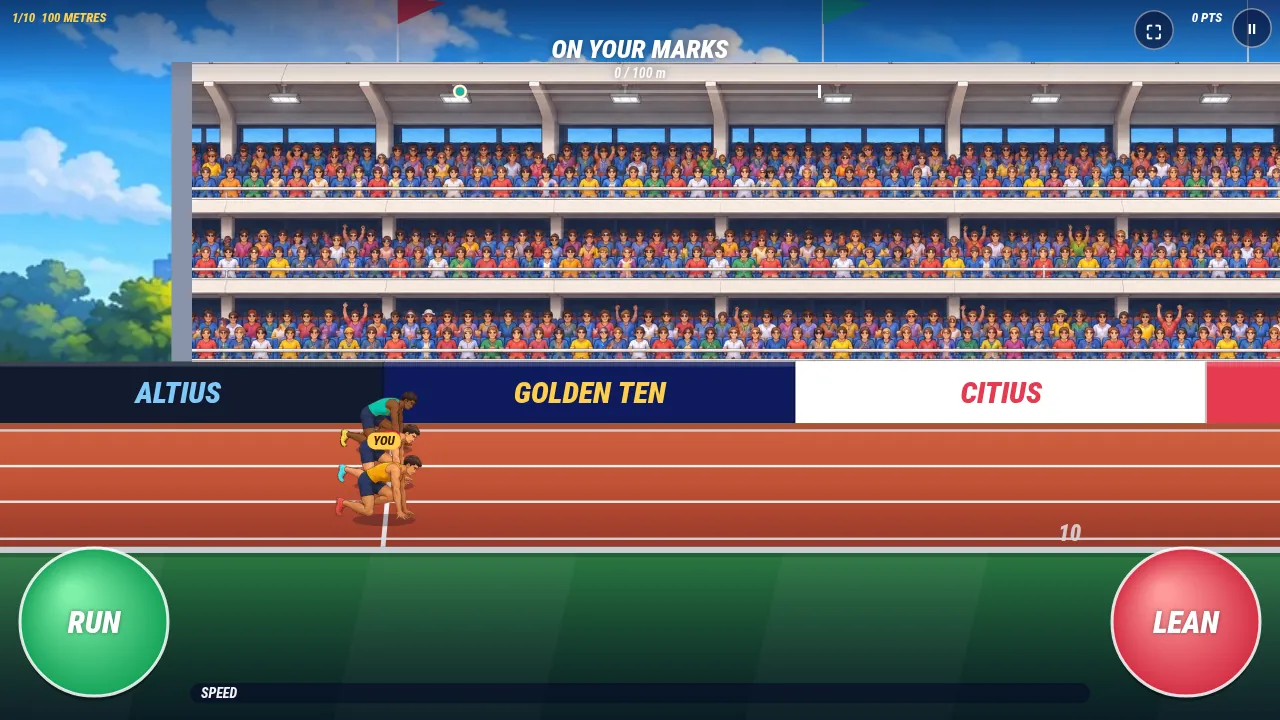 1/10 100 METRES
0 PTS
ON YOUR MARKS
0 / 100 m
ALTIUS
GOLDEN TEN
CITIUS
YOU
10
RUN
LEAN
SPEED